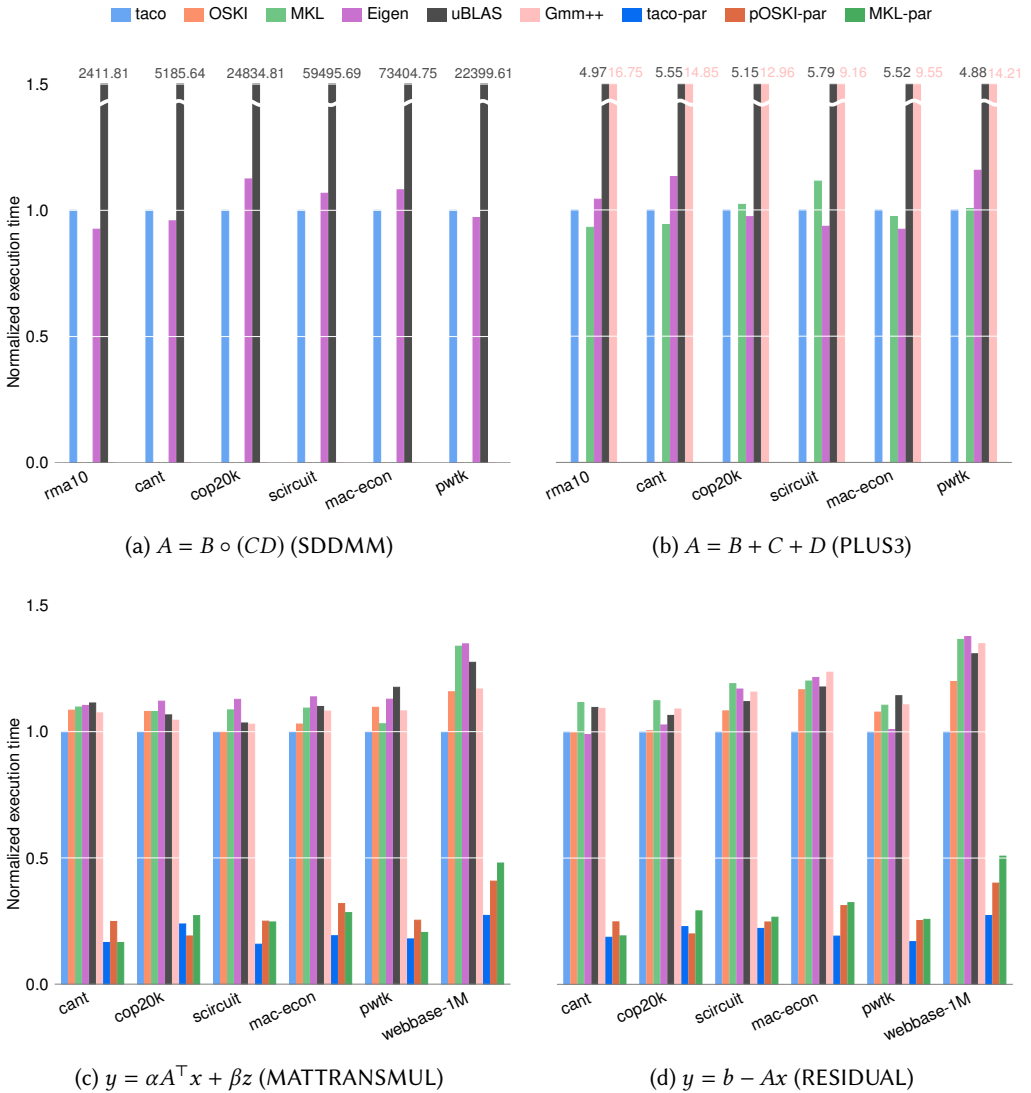 taco OSKI MKL Eigen uBLAS Gmm++ taco-par pOSKI-par MKL-par
2411.81 5185.64 24834.81 59495.69 73404.75 22399.61
1.5
1.0
0.5
0.0
Normalized execution time
rma10 cant cop20k scircuit mac-econ pwtk
(a) A = B ∘ (CD) (SDDMM)
4.97 16.75 5.55 14.85 5.15 12.96 5.79 9.16 5.52 9.55 4.88 14.21
rma10 cant cop20k scircuit mac-econ pwtk
(b) A = B + C + D (PLUS3)
1.5
1.0
0.5
0.0
Normalized execution time
cant cop20k scircuit mac-econ pwtk webbase-1M
(c) y = αA⊤x + βz (MATTRANSMUL)
cant cop20k scircuit mac-econ pwtk webbase-1M
(d) y = b − Ax (RESIDUAL)